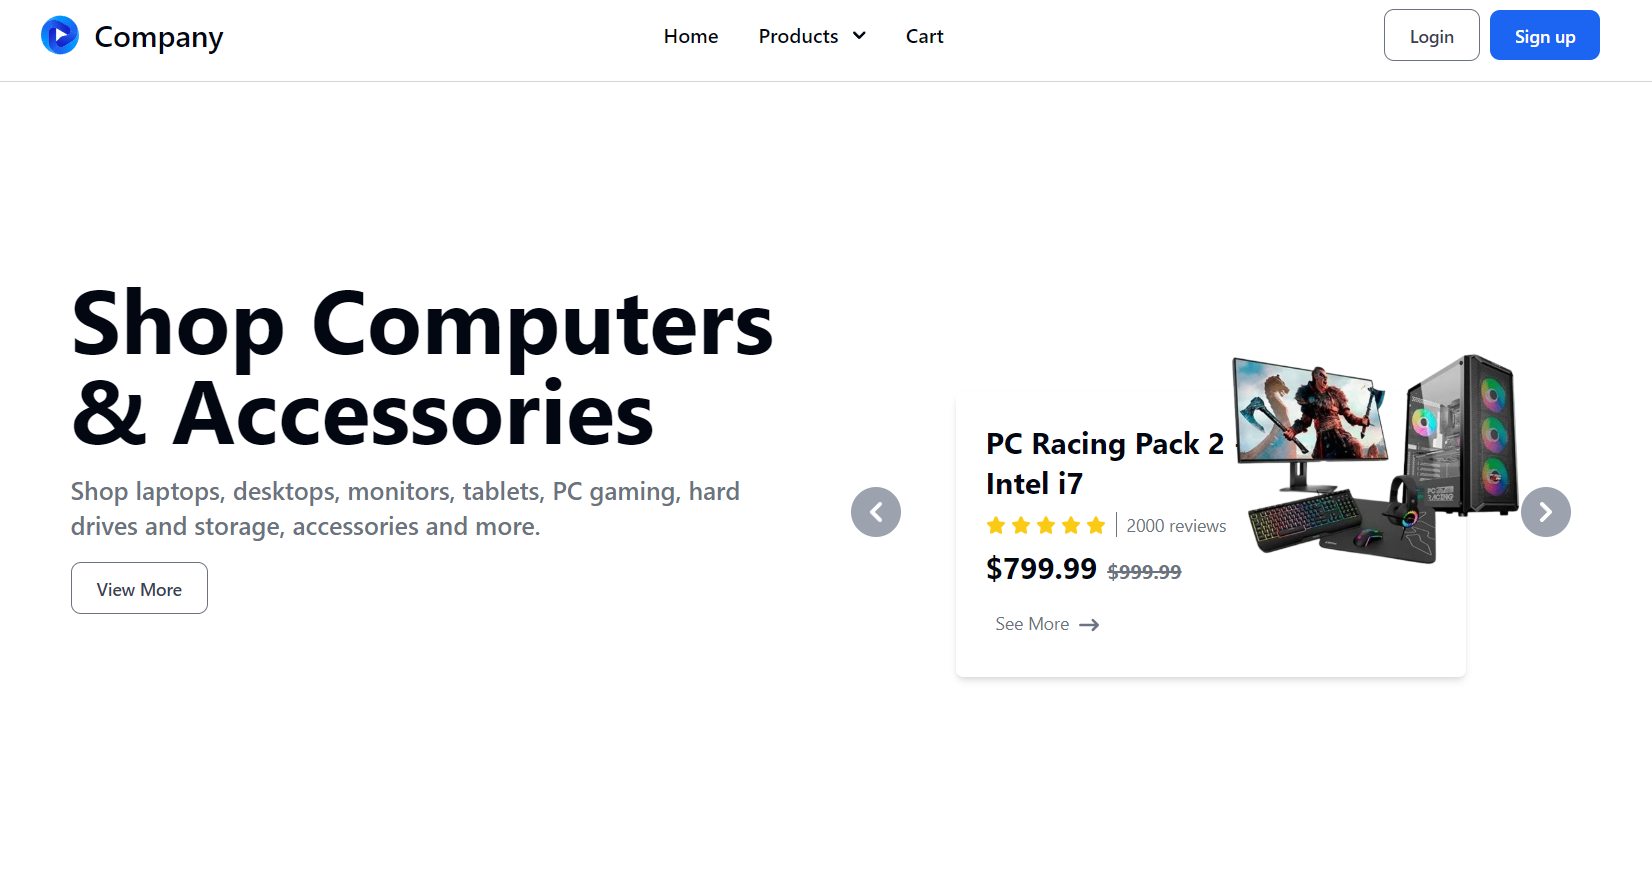 Company
Home Products Cart
Login Sign up
Shop Computers
& Accessories
Shop laptops, desktops, monitors, tablets, PC gaming, hard
drives and storage, accessories and more.
View More
PC Racing Pack 2 -
Intel i7
2000 reviews
$799.99 $999.99
See More